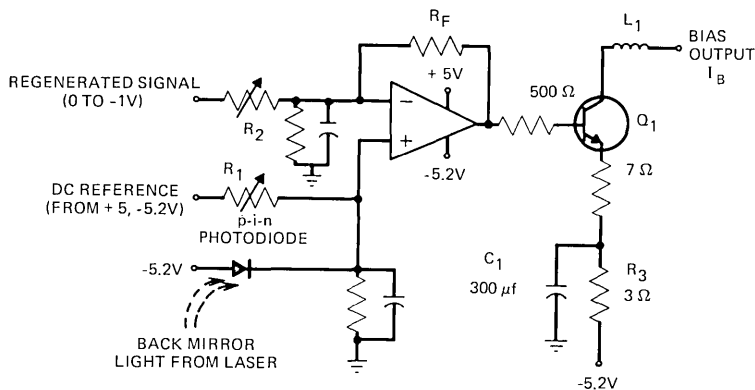 R_F
L_1
BIAS
OUTPUT
I_B
+ 5V
REGENERATED SIGNAL
(0 TO -1V)
R_2
−
+
500 Ω
Q_1
-5.2V
7 Ω
DC REFERENCE
(FROM + 5, -5.2V)
R_1
p-i-n
PHOTODIODE
-5.2V
C_1
300 μf
R_3
3 Ω
BACK MIRROR
LIGHT FROM LASER
-5.2V